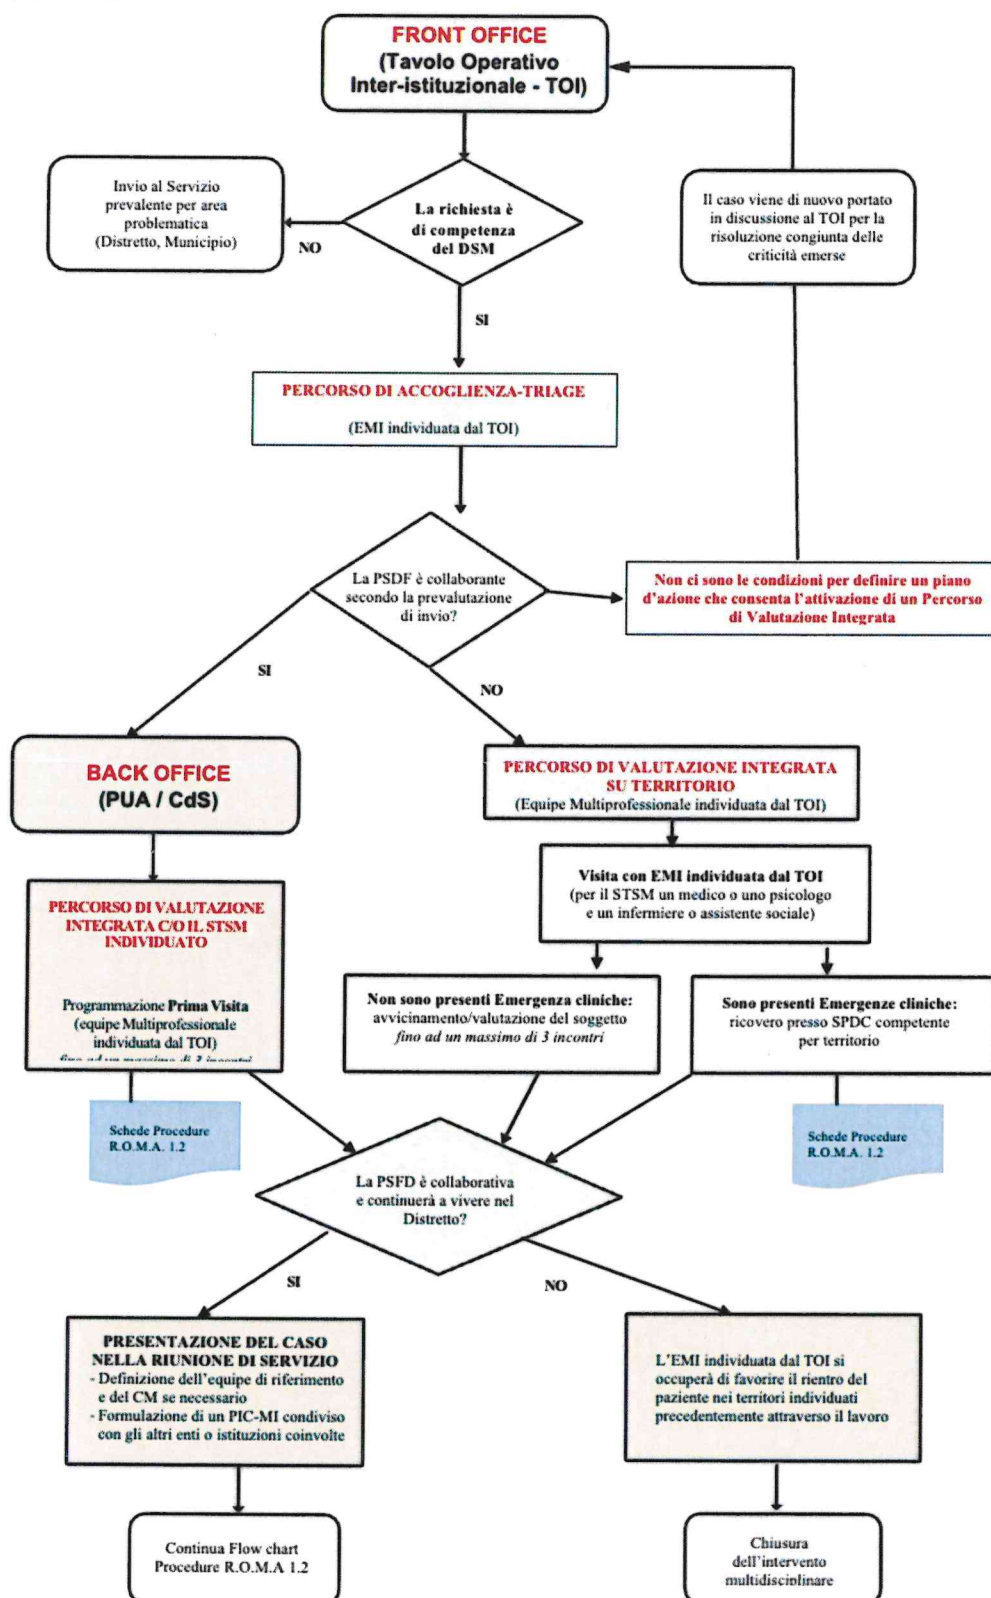 FRONT OFFICE
(Tavolo Operativo
Inter-istituzionale - TOI)
Invio al Servizio
prevalente per area
problematica
(Distretto, Municipio)
NO
La richiesta è
di competenza
del DSM
Il caso viene di nuovo portato
in discussione al TOI per la
risoluzione congiunta delle
criticità emerse
SI
PERCORSO DI ACCOGLIENZA-TRIAGE
(EMI individuata dal TOI)
La PSDF è collaborante
secondo la prevalutazione
di invio?
Non ci sono le condizioni per definire un piano
d'azione che consenta l'attivazione di un Percorso
di Valutazione Integrata
SI
NO
BACK OFFICE
(PUA / CdS)
PERCORSO DI VALUTAZIONE INTEGRATA
SU TERRITORIO
(Equipe Multiprofessionale individuata dal TOI)
Visita con EMI individuata dal TOI
(per il STSM un medico o uno psicologo
e un infermiere o assistente sociale)
PERCORSO DI VALUTAZIONE
INTEGRATA C/O IL STSM
INDIVIDUATO
Programmazione Prima Visita
(equipe Multiprofessionale
individuata dal TOI)
fino ad un massimo di 3 incontri
Non sono presenti Emergenza cliniche:
avvicinamento/valutazione del soggetto
fino ad un massimo di 3 incontri
Sono presenti Emergenze cliniche:
ricovero presso SPDC competente
per territorio
Schede Procedure
R.O.M.A. 1.2
Schede Procedure
R.O.M.A. 1.2
La PSFD è collaborativa
e continuerà a vivere nel
Distretto?
SI
NO
PRESENTAZIONE DEL CASO
NELLA RIUNIONE DI SERVIZIO
- Definizione dell'equipe di riferimento
e del CM se necessario
- Formulazione di un PIC-MI condiviso
con gli altri enti o istituzioni coinvolte
L'EMI individuata dal TOI si
occuperà di favorire il rientro del
paziente nei territori individuati
precedentemente attraverso il lavoro
Continua Flow chart
Procedure R.O.M.A 1.2
Chiusura
dell'intervento
multidisciplinare